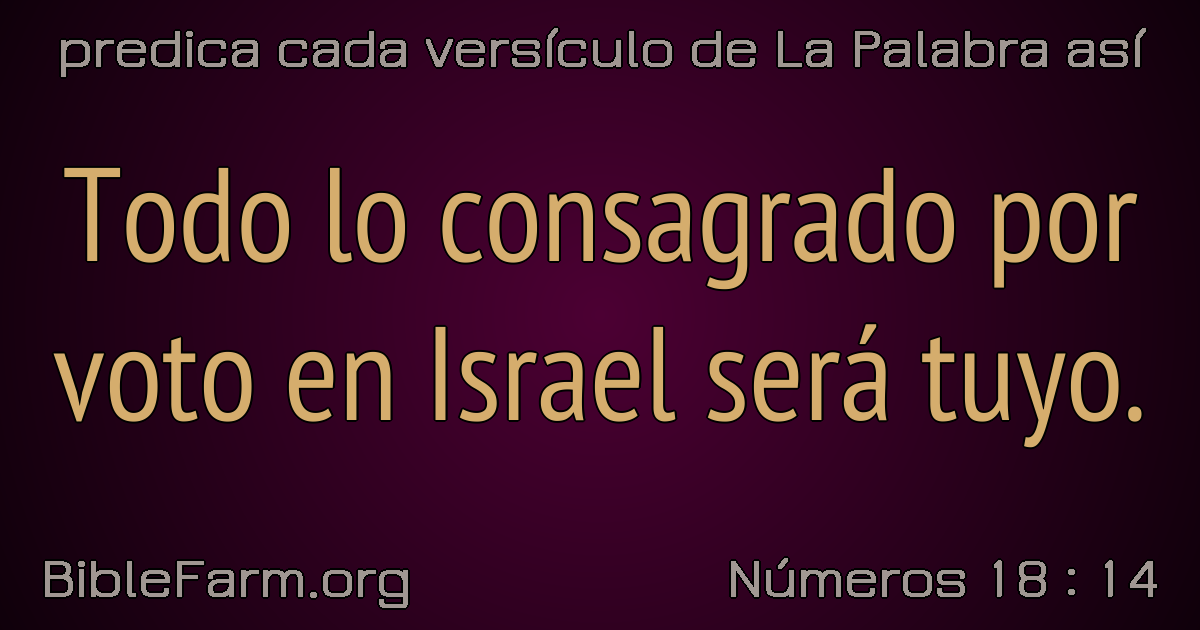 predica cada versículo de La Palabra así
Todo lo consagrado por
voto en Israel será tuyo.
BibleFarm.org
Números 18 : 14